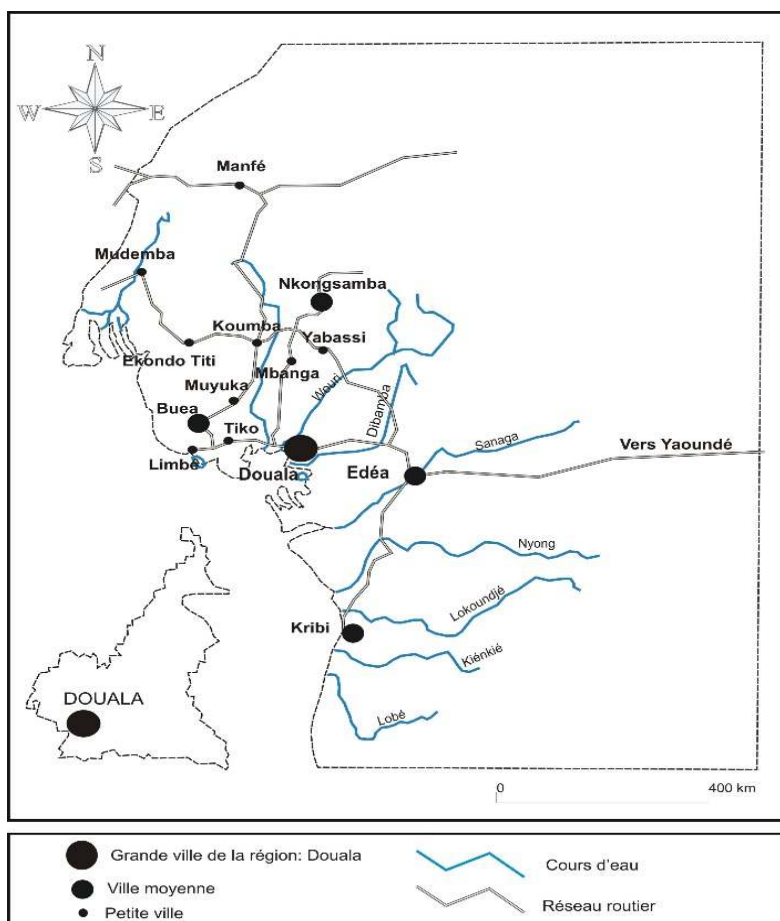 N
W E
S
Manfé
Mudemba
Nkongsamba
Koumba
Yabassi
Ekondo Titi
Mbanga
Muyuka
Wouri
Buea
Dibamba
Tiko
Sanaga
Vers Yaoundé
Limbé
Douala
Edéa
Nyong
Lokoundjé
Kribi
Kiénkié
DOUALA
Lobé
0 400 km
Grande ville de la région: Douala
Cours d'eau
Ville moyenne
Réseau routier
Petite ville